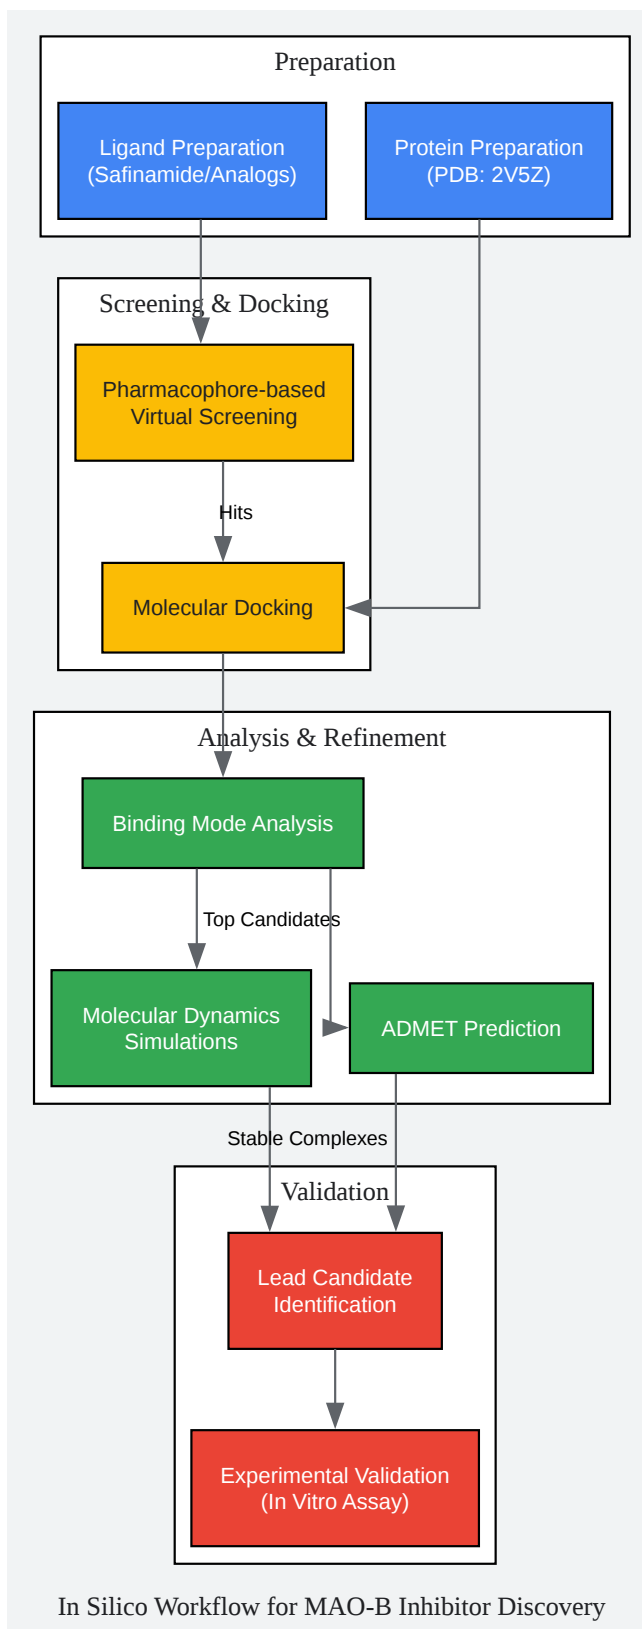 Preparation
Ligand Preparation
(Safinamide/Analogs)
Protein Preparation
(PDB: 2V5Z)
Screening & Docking
Pharmacophore-based
Virtual Screening
Hits
Molecular Docking
Analysis & Refinement
Binding Mode Analysis
Top Candidates
Molecular Dynamics
Simulations
ADMET Prediction
Stable Complexes
Validation
Lead Candidate
Identification
Experimental Validation
(In Vitro Assay)
In Silico Workflow for MAO-B Inhibitor Discovery